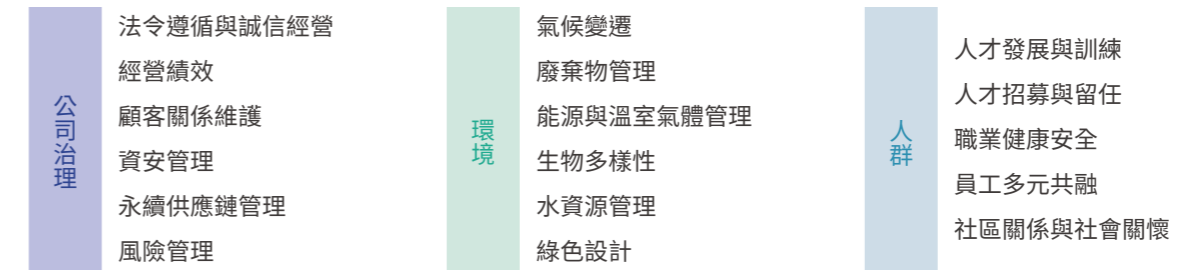 公司治理
法令遵循與誠信經營
經營績效
顧客關係維護
資安管理
永續供應鏈管理
風險管理
環境
氣候變遷
廢棄物管理
能源與溫室氣體管理
生物多樣性
水資源管理
綠色設計
人群
人才發展與訓練
人才招募與留任
職業健康安全
員工多元共融
社區關係與社會關懷